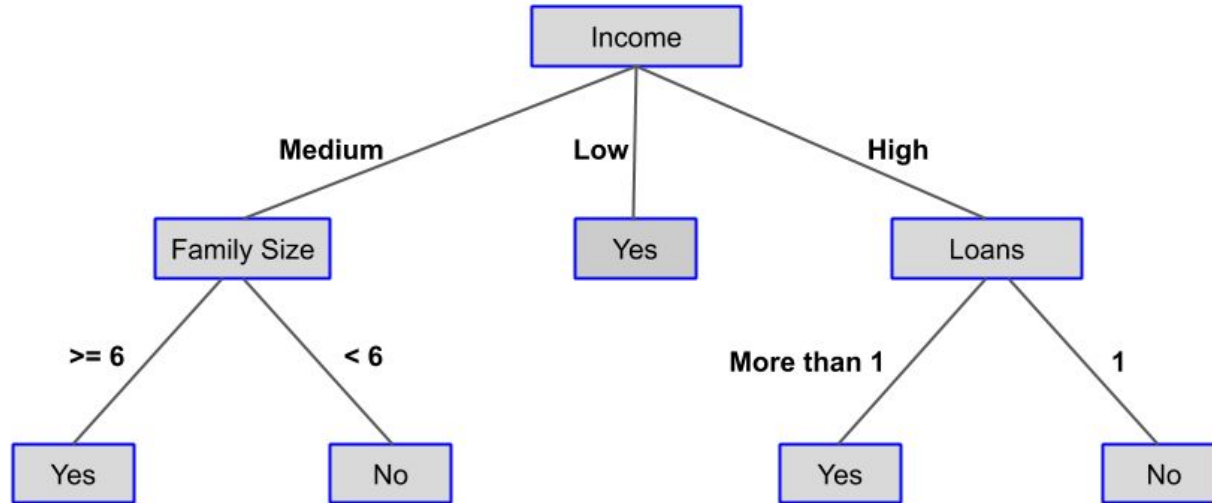 Income
Medium
Low
High
Family Size
Yes
Loans
>= 6
< 6
More than 1
1
Yes
No
Yes
No